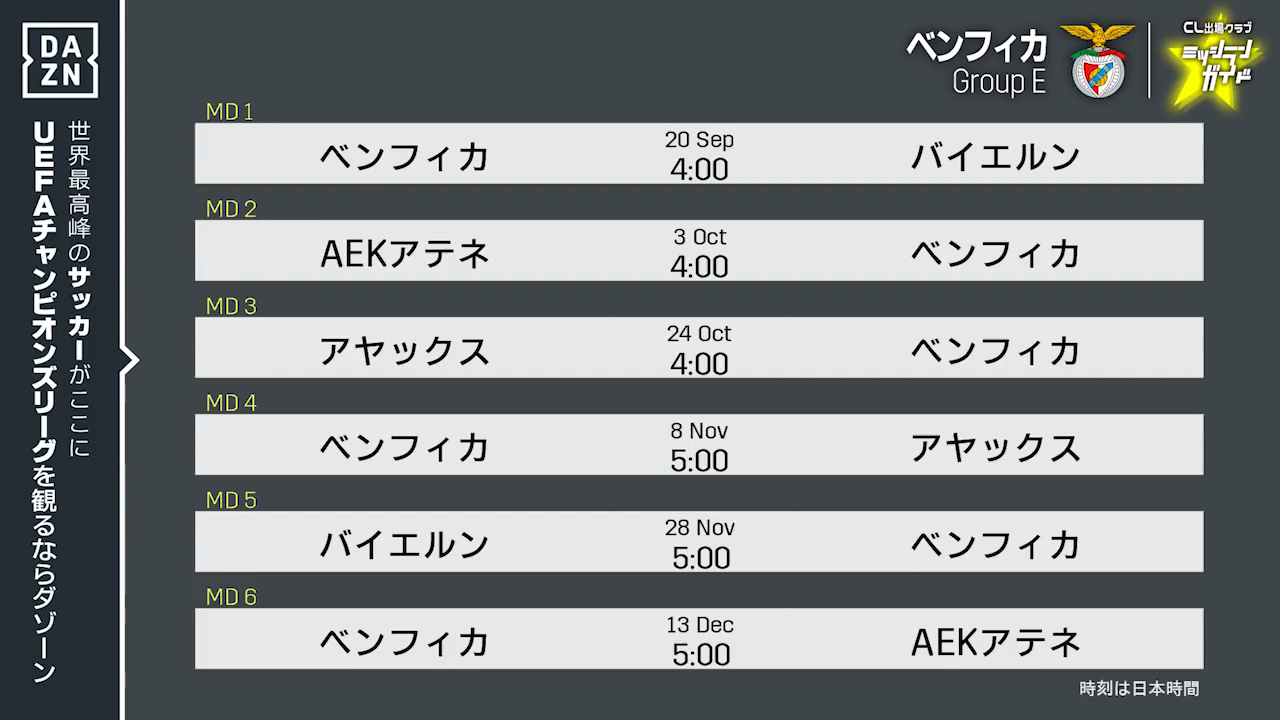 DA
ZN
世界最高峰のサッカーがここに
UEFAチャンピオンズリーグを観るならダゾーン
ベンフィカ
Group E
CL出場クラブ
ミッション
ガイド
MD 1
ベンフィカ 20 Sep 4:00 バイエルン
MD 2
AEKアテネ 3 Oct 4:00 ベンフィカ
MD 3
アヤックス 24 Oct 4:00 ベンフィカ
MD 4
ベンフィカ 8 Nov 5:00 アヤックス
MD 5
バイエルン 28 Nov 5:00 ベンフィカ
MD 6
ベンフィカ 13 Dec 5:00 AEKアテネ
時刻は日本時間